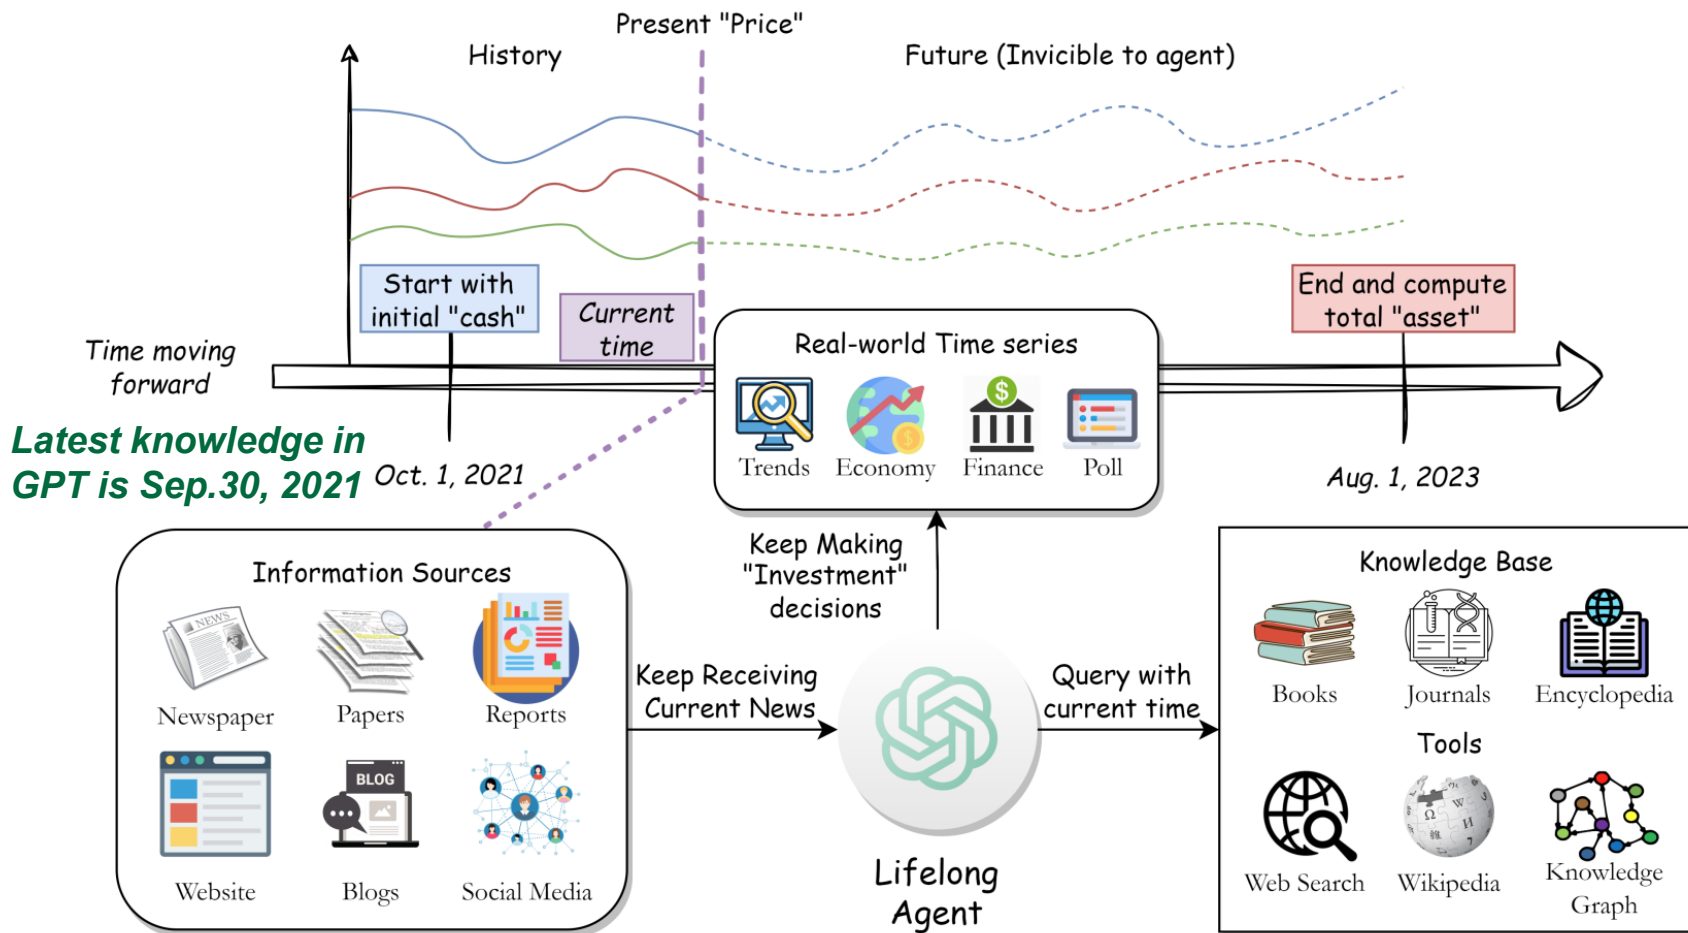 Present "Price"
History
Future (Invicible to agent)
Start with
initial "cash"
Current
time
End and compute
total "asset"
Time moving
forward
Real-world Time series
Trends
Economy
Finance
Poll
Latest knowledge in
GPT is Sep.30, 2021
Oct. 1, 2021
Aug. 1, 2023
Information Sources
NEWS
Newspaper
Papers
Reports
BLOG
Website
Blogs
Social Media
Keep Receiving
Current News
Keep Making
"Investment"
decisions
Lifelong
Agent
Query with
current time
Knowledge Base
Books
Journals
Encyclopedia
Tools
Web Search
Wikipedia
Knowledge
Graph